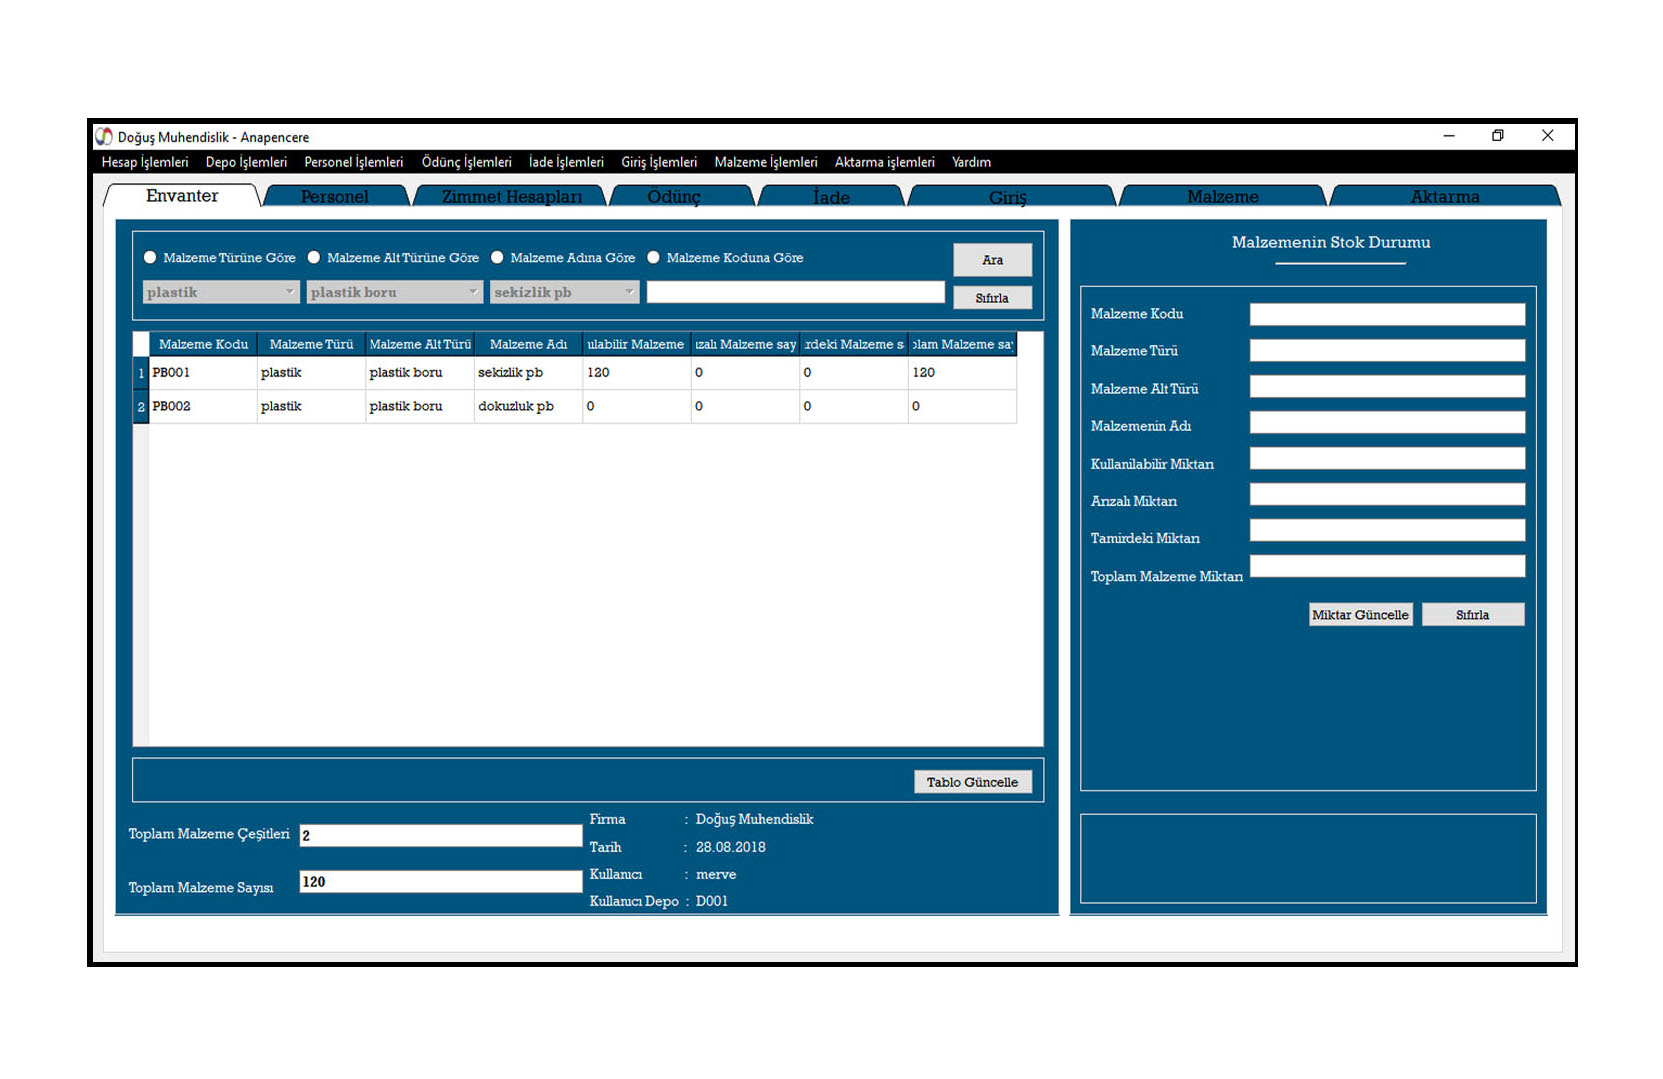 Doğuş Muhendislik - Anapencere
Hesap İşlemleri Depo İşlemleri Personel İşlemleri Ödünç İşlemleri İade İşlemleri Giriş İşlemleri Malzeme İşlemleri Aktarma işlemleri Yardım
Envanter Personel Zimmet Hesapları Ödünç İade Giriş Malzeme Aktarma
Malzeme Türüne Göre Malzeme Alt Türüne Göre Malzeme Adına Göre Malzeme Koduna Göre Ara
plastik plastik boru sekizlik pb Sıfırla
Malzeme Kodu Malzeme Türü Malzeme Alt Türü Malzeme Adı ulabilir Malzeme ızalı Malzeme say rdeki Malzeme s lam Malzeme say
1 PB001 plastik plastik boru sekizlik pb 120 0 0 120
2 PB002 plastik plastik boru dokuzluk pb 0 0 0 0
Tablo Güncelle
Toplam Malzeme Çeşitleri 2
Toplam Malzeme Sayısı 120
Firma : Doğuş Muhendislik
Tarih : 28.08.2018
Kullanıcı : merve
Kullanıcı Depo : D001
Malzemenin Stok Durumu
Malzeme Kodu
Malzeme Türü
Malzeme Alt Türü
Malzemenin Adı
Kullanilabilir Miktarı
Arızalı Miktarı
Tamirdeki Miktarı
Toplam Malzeme Miktarı
Miktar Güncelle Sıfırla